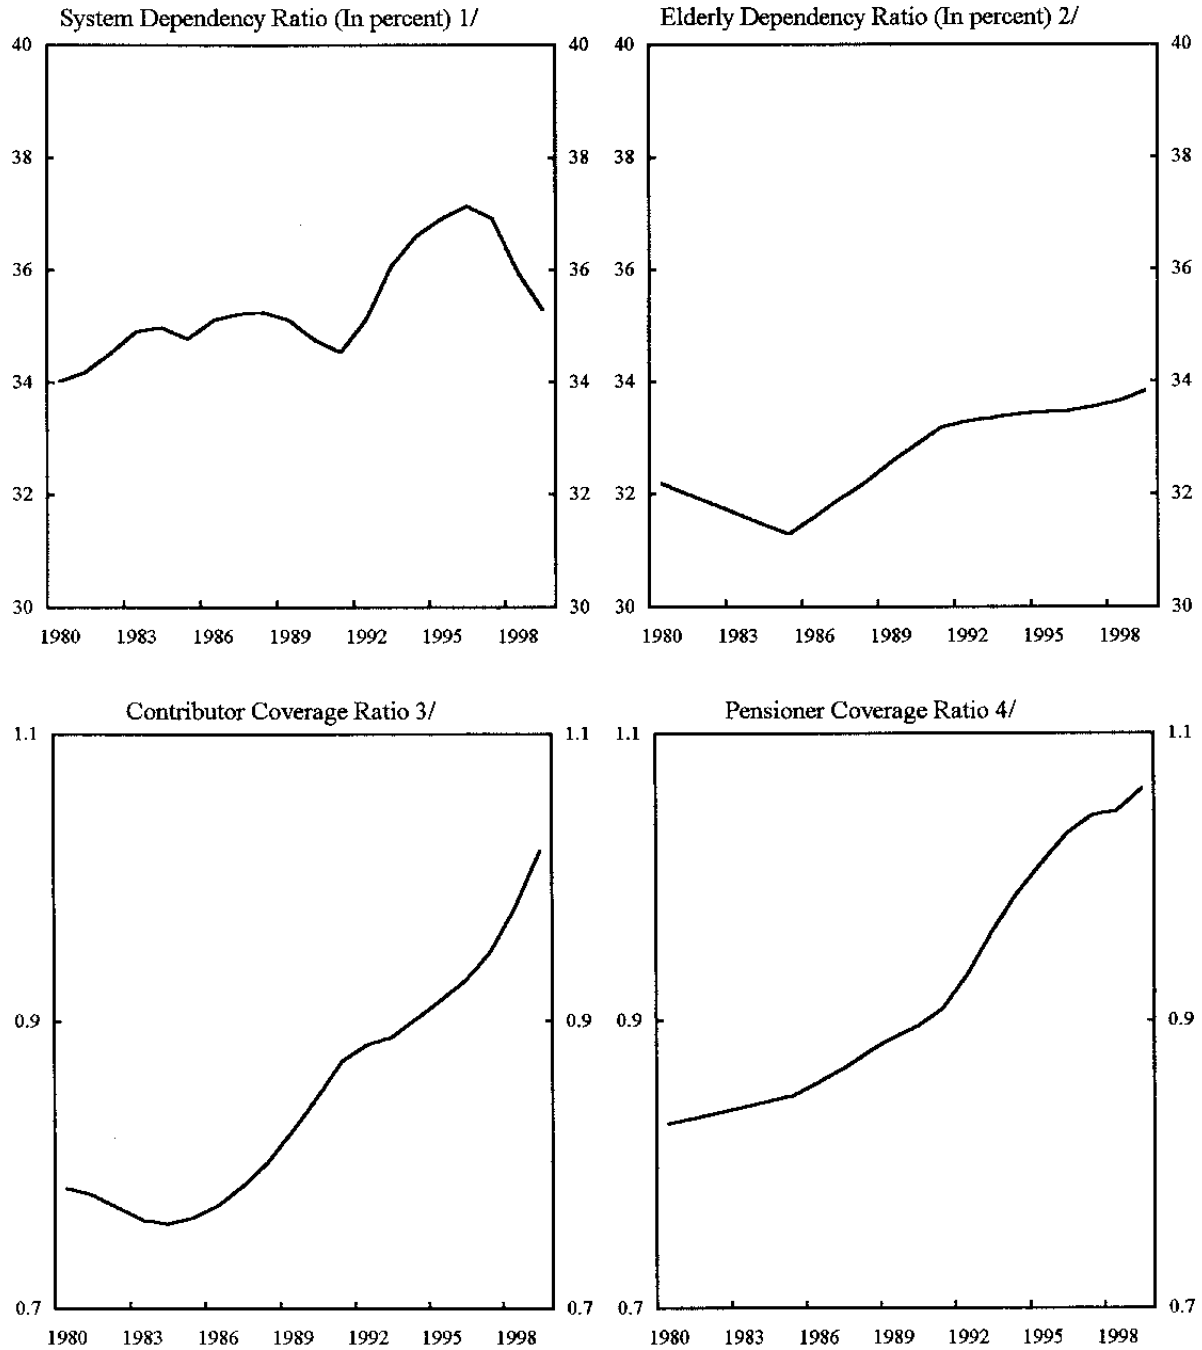 System Dependency Ratio (In percent) 1/
40 40
38 38
36 36
34 34
32 32
30 30
1980 1983 1986 1989 1992 1995 1998
Elderly Dependency Ratio (In percent) 2/
40 40
38 38
36 36
34 34
32 32
30 30
1980 1983 1986 1989 1992 1995 1998
Contributor Coverage Ratio 3/
1.1 1.1
0.9 0.9
0.7 0.7
1980 1983 1986 1989 1992 1995 1998
Pensioner Coverage Ratio 4/
1.1 1.1
0.9 0.9
0.7 0.7
1980 1983 1986 1989 1992 1995 1998